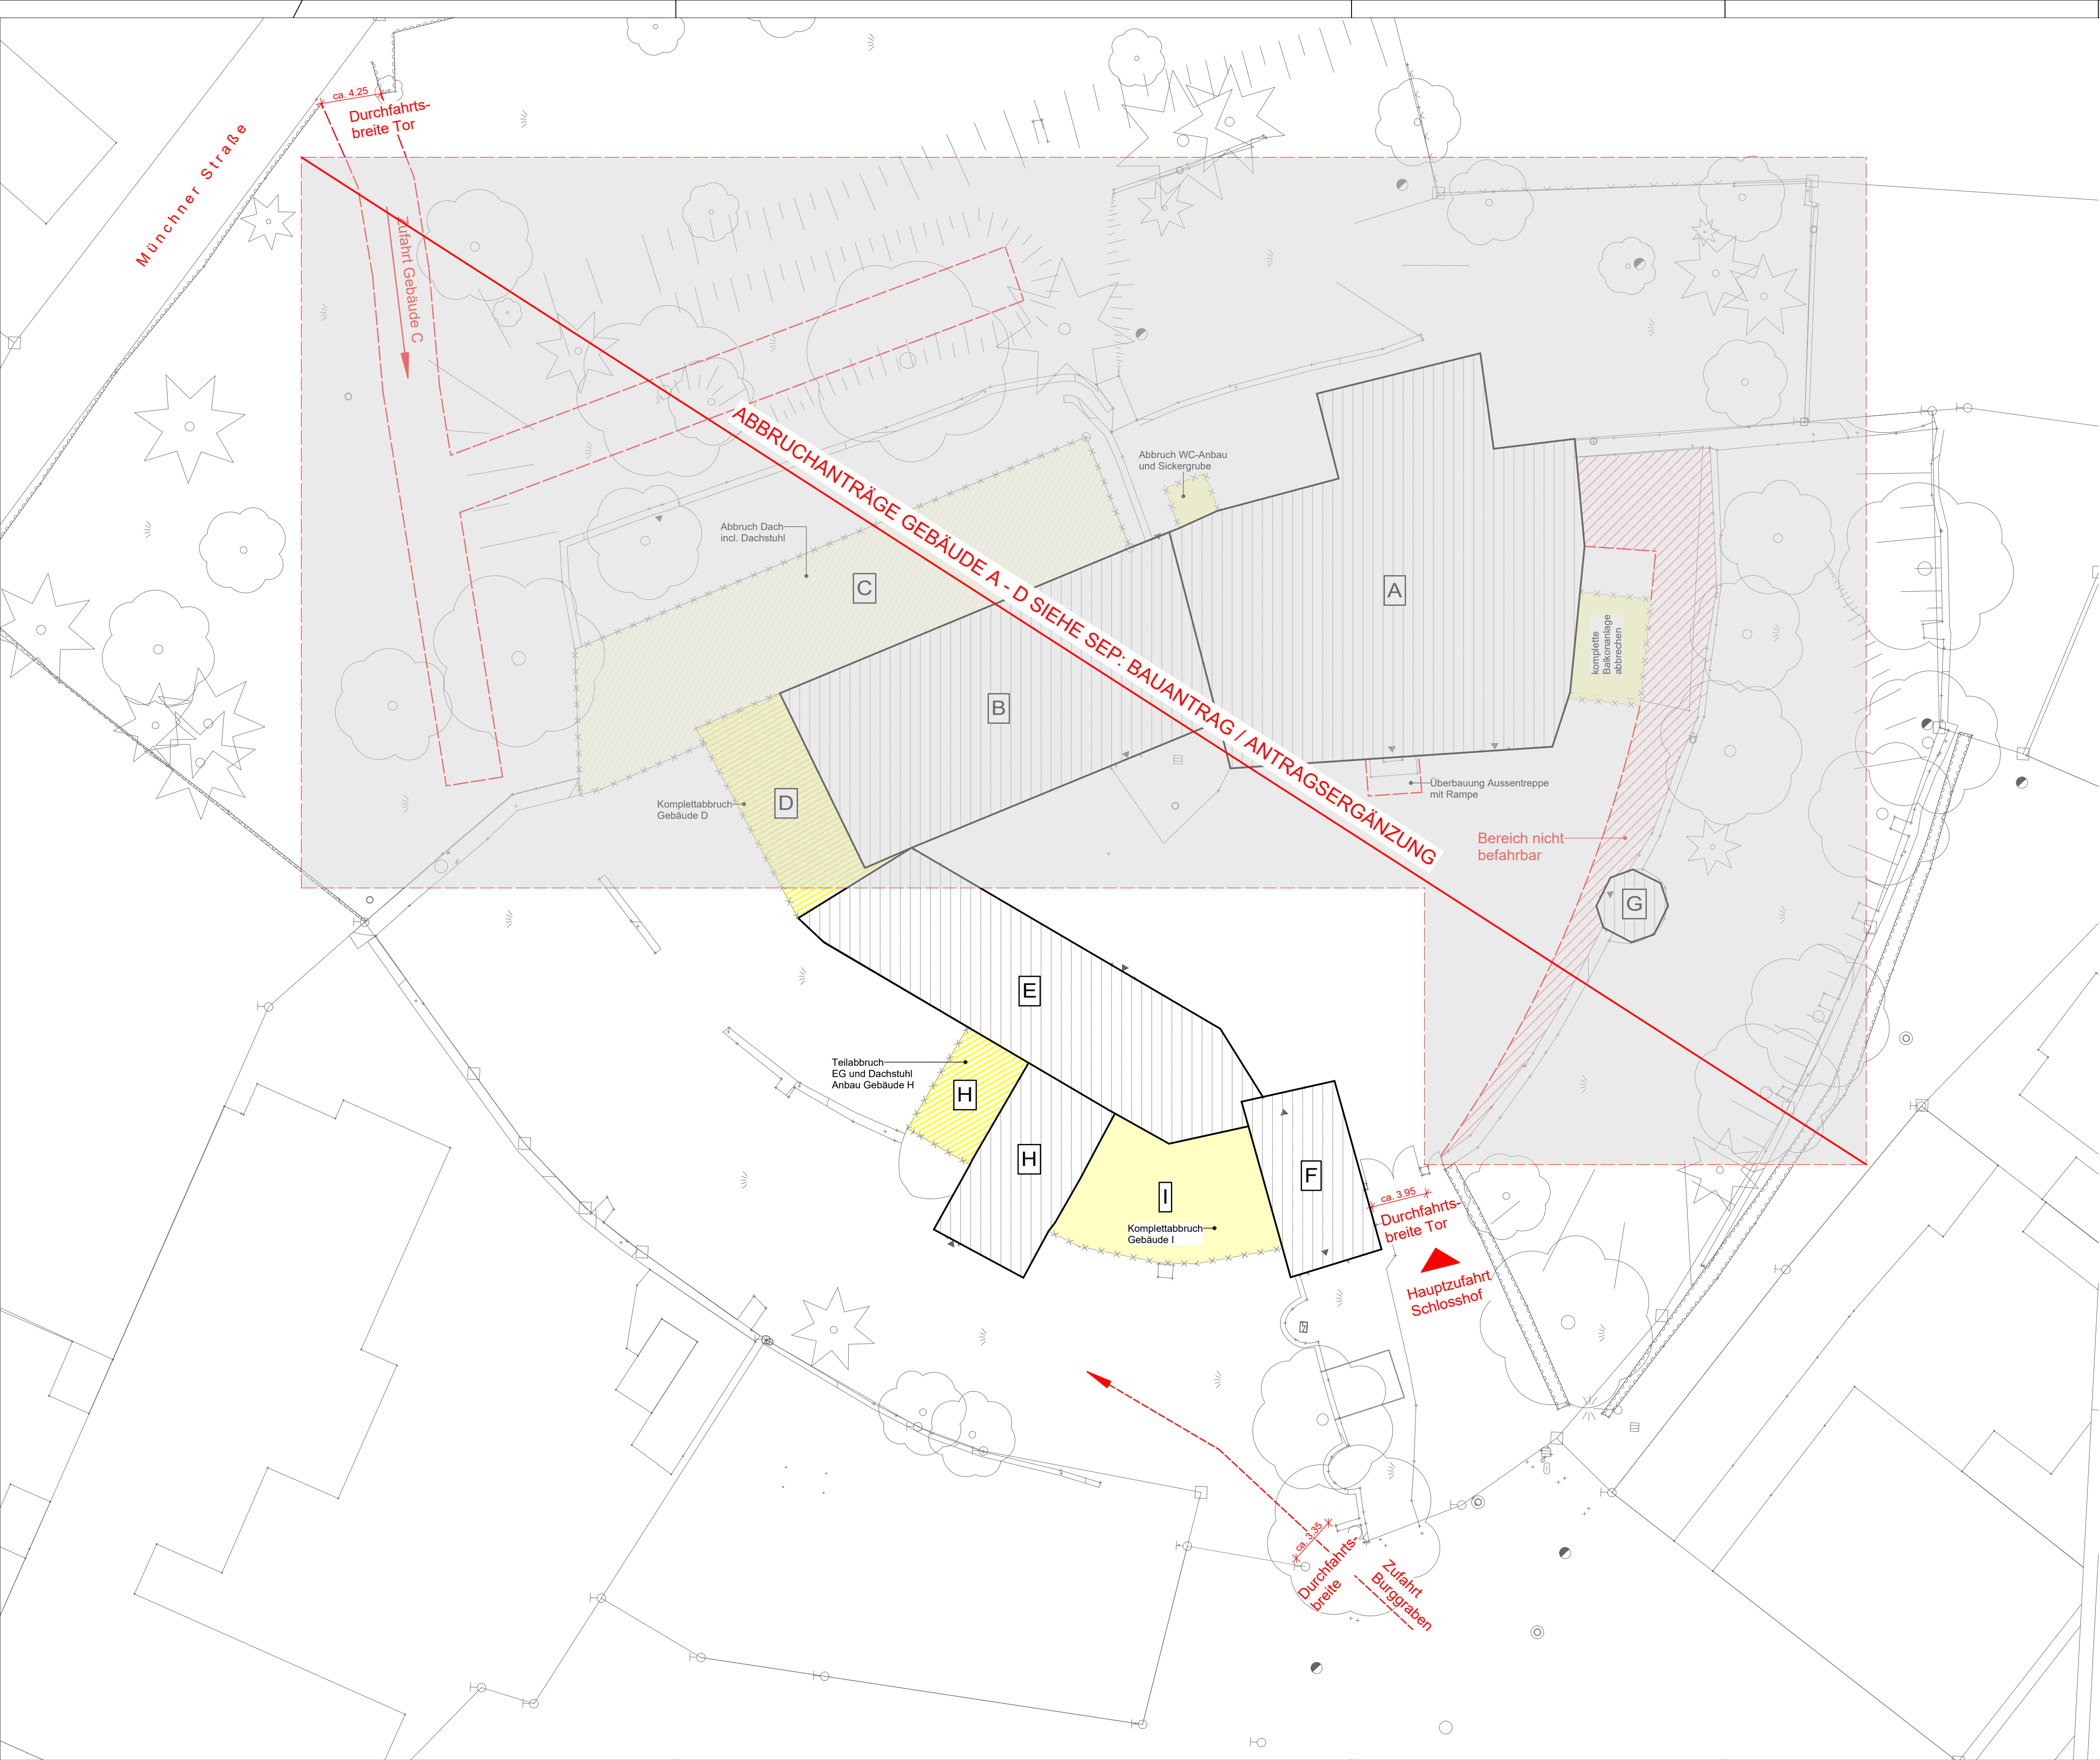 ca. 4.25
Durchfahrts-
breite Tor
Münchner Straße
Zufahrt Gebäude C
ABBRUCHANTRÄGE GEBÄUDE A - D SIEHE SEP: BAUANTRAG / ANTRAGSERGÄNZUNG
Abbruch WC-Anbau
und Sickergrube
Abbruch Dach
incl. Dachstuhl
C
A
komplette
Balkonanlage
abbrechen
B
Überbauung Aussentreppe
mit Rampe
Komplettabbruch
Gebäude D
D
Bereich nicht
befahrbar
G
E
Teilabbruch
EG und Dachstuhl
Anbau Gebäude H
H
H
F
I
Komplettabbruch
Gebäude I
ca. 3.95
Durchfahrts-
breite Tor
Hauptzufahrt
Schlosshof
ca. 3.35
Durchfahrts-
breite
Zufahrt
Burggraben